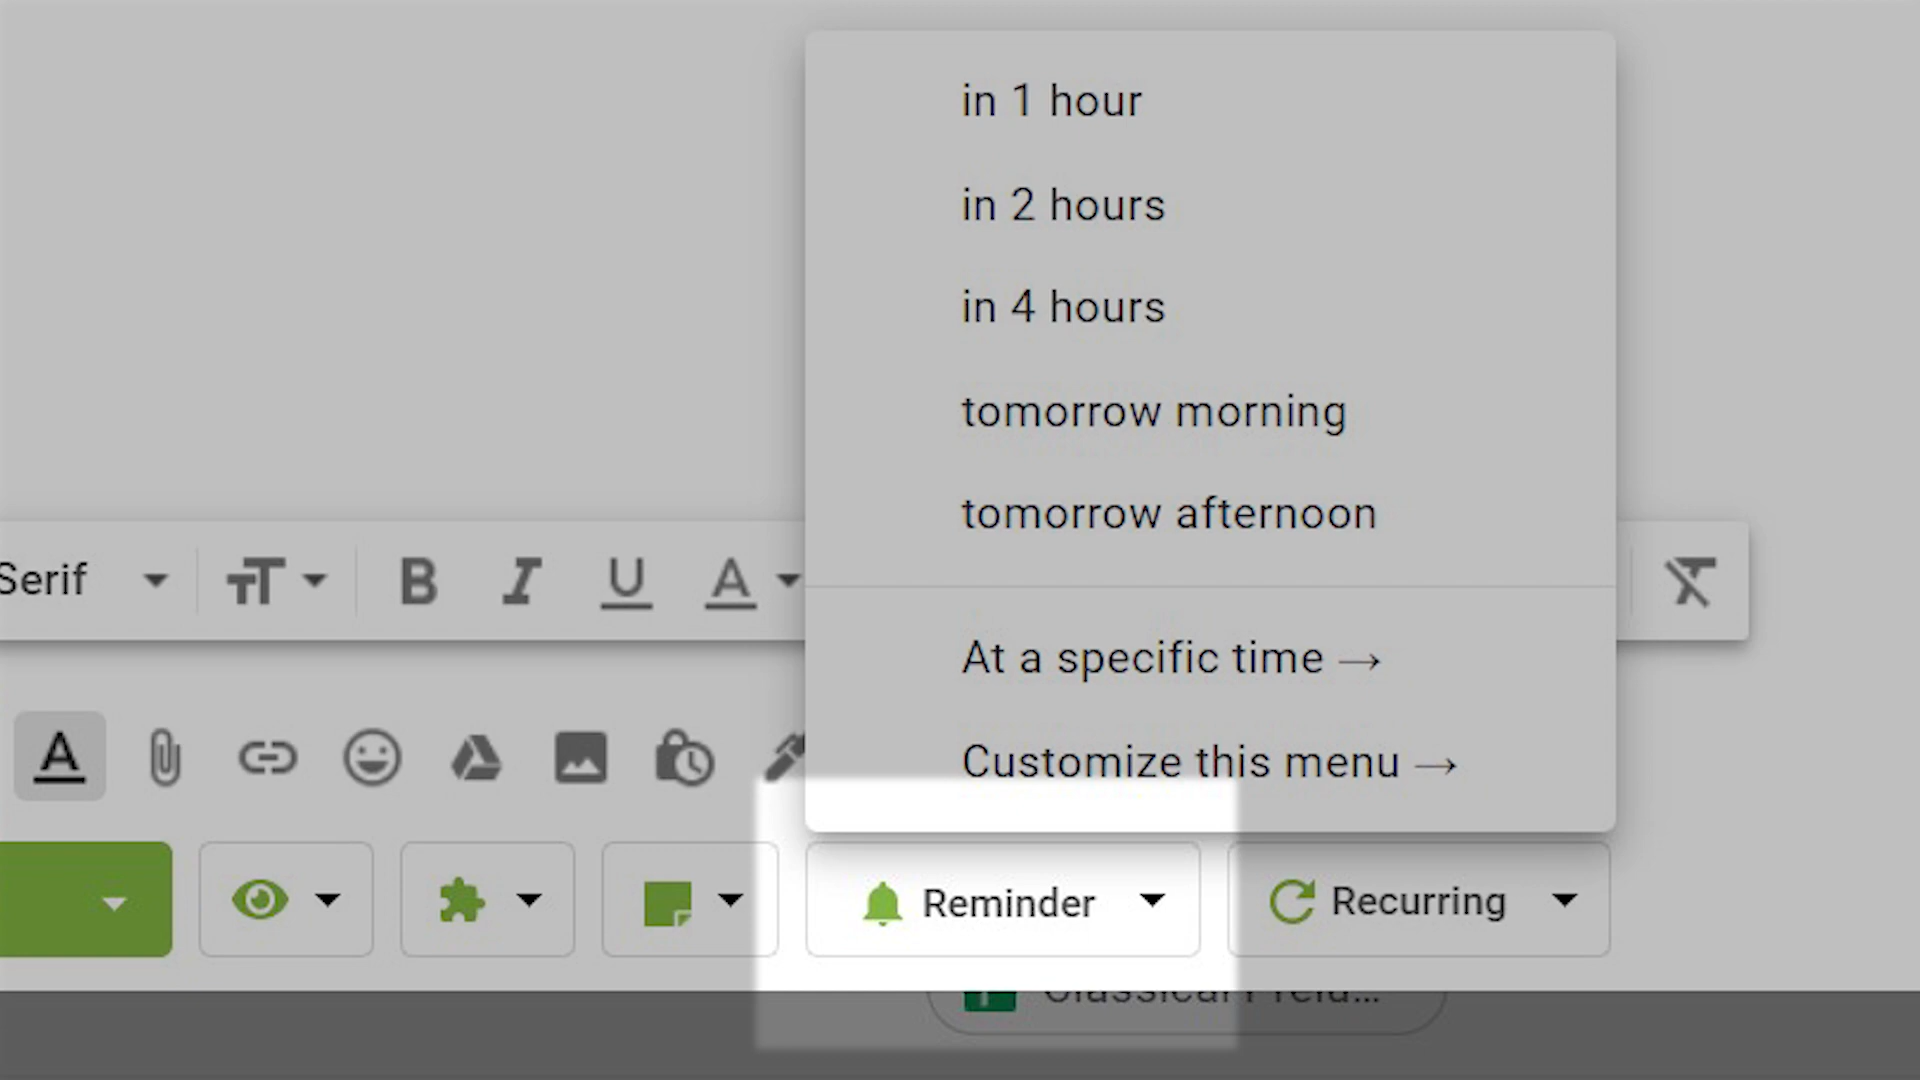 in 1 hour
in 2 hours
in 4 hours
tomorrow morning
tomorrow afternoon
Serif
B I U A
At a specific time →
A
Customize this menu →
Reminder
Recurring
Classical